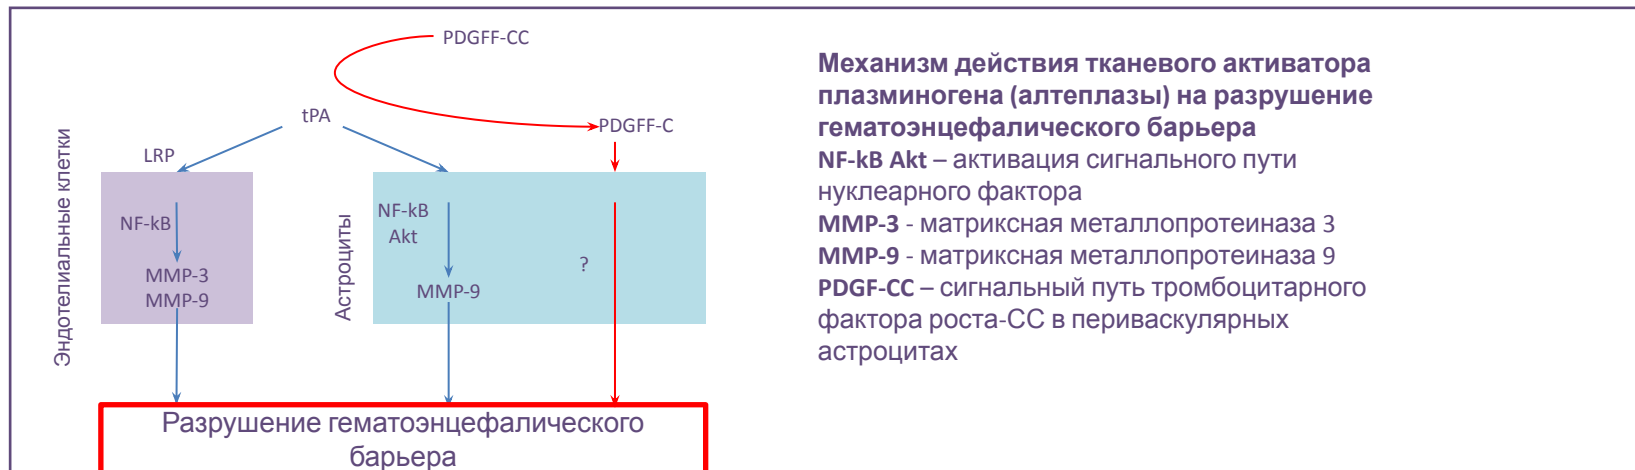 PDGFF-CC
tPA
PDGFF-C
LRP
Эндотелиальные клетки
NF-kB
MMP-3
MMP-9
Астроциты
NF-kB
Akt
MMP-9
?
Разрушение гематоэнцефалического
барьера
Механизм действия тканевого активатора
плазминогена (алтеплазы) на разрушение
гематоэнцефалического барьера
NF-kB Akt – активация сигнального пути
нуклеарного фактора
MMP-3 - матриксная металлопротеиназа 3
MMP-9 - матриксная металлопротеиназа 9
PDGF-CC – сигнальный путь тромбоцитарного
фактора роста-СС в периваскулярных
астроцитах